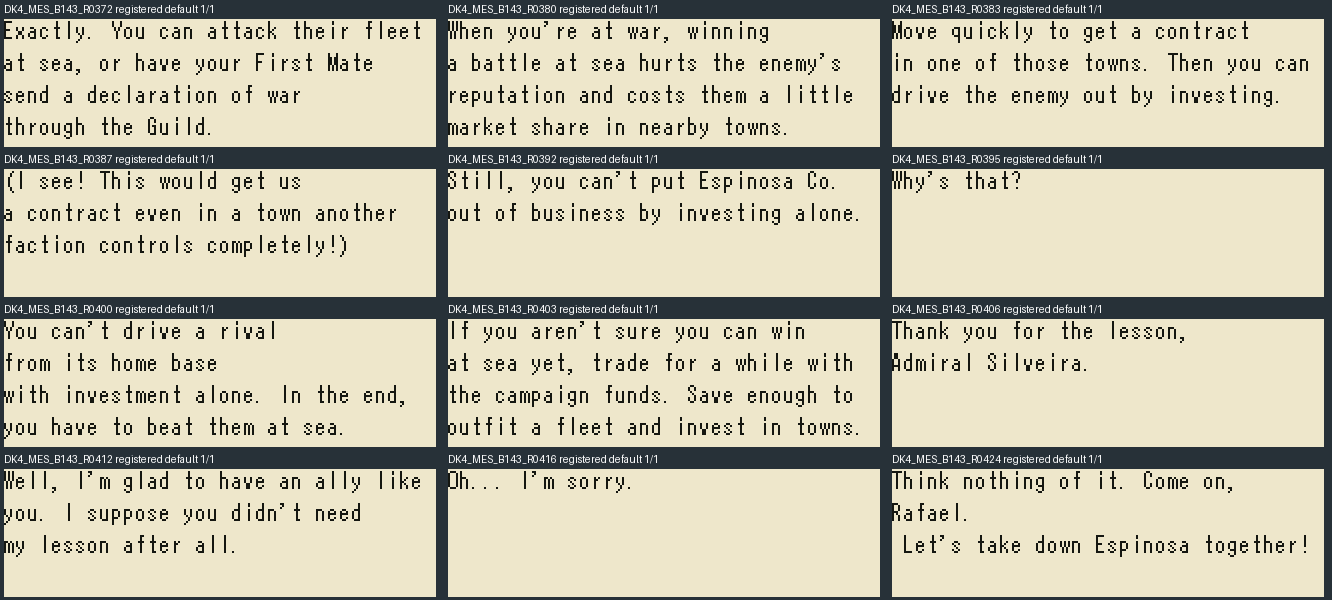 DK4_MES_B143_R0372 registered default 1/1
Exactly. You can attack their fleet
at sea, or have your First Mate
send a declaration of war
through the Guild.
DK4_MES_B143_R0380 registered default 1/1
When you're at war, winning
a battle at sea hurts the enemy's
reputation and costs them a little
market share in nearby towns.
DK4_MES_B143_R0383 registered default 1/1
Move quickly to get a contract
in one of those towns. Then you can
drive the enemy out by investing.
DK4_MES_B143_R0387 registered default 1/1
(I see! This would get us
a contract even in a town another
faction controls completely!)
DK4_MES_B143_R0392 registered default 1/1
Still, you can't put Espinosa Co.
out of business by investing alone.
DK4_MES_B143_R0395 registered default 1/1
Why's that?
DK4_MES_B143_R0400 registered default 1/1
You can't drive a rival
from its home base
with investment alone. In the end,
you have to beat them at sea.
DK4_MES_B143_R0403 registered default 1/1
If you aren't sure you can win
at sea yet, trade for a while with
the campaign funds. Save enough to
outfit a fleet and invest in towns.
DK4_MES_B143_R0406 registered default 1/1
Thank you for the lesson,
Admiral Silveira.
DK4_MES_B143_R0412 registered default 1/1
Well, I'm glad to have an ally like
you. I suppose you didn't need
my lesson after all.
DK4_MES_B143_R0416 registered default 1/1
Oh... I'm sorry.
DK4_MES_B143_R0424 registered default 1/1
Think nothing of it. Come on,
Rafael.
Let's take down Espinosa together!